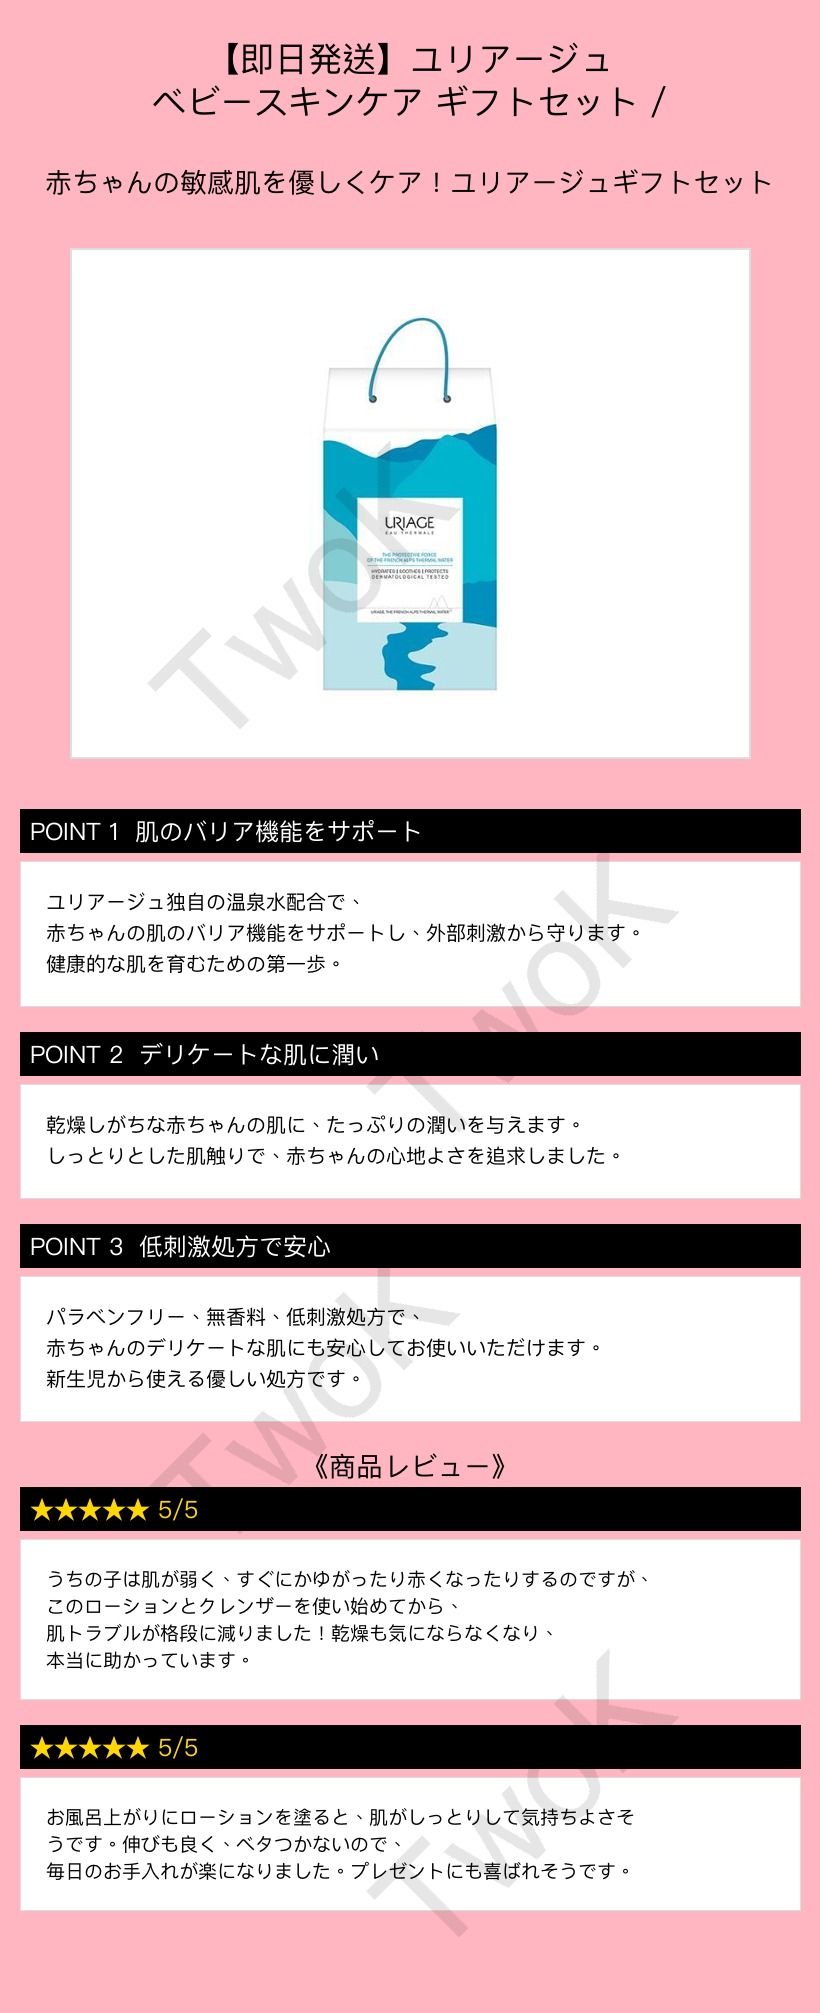 【即日発送】ユリアージュ
ベビースキンケア ギフトセット /
赤ちゃんの敏感肌を優しくケア！ユリアージュギフトセット
URIAGE
EAU THERMALE
THE PROTECTIVE FORCE
OF THE FRENCH ALPS THERMAL WATER
HYDRATES | SOOTHES | PROTECTS
DERMATOLOGICAL TESTED
URIAGE, THE FRENCH ALPS THERMAL WATER
TwoK
POINT 1 肌のバリア機能をサポート
ユリアージュ独自の温泉水配合で、
赤ちゃんの肌のバリア機能をサポートし、外部刺激から守ります。
健康的な肌を育むための第一歩。
TwoK
POINT 2 デリケートな肌に潤い
乾燥しがちな赤ちゃんの肌に、たっぷりの潤いを与えます。
しっとりとした肌触りで、赤ちゃんの心地よさを追求しました。
POINT 3 低刺激処方で安心
パラベンフリー、無香料、低刺激処方で、
赤ちゃんのデリケートな肌にも安心してお使いいただけます。
新生児から使える優しい処方です。
TwoK
《商品レビュー》
★★★★★ 5/5
うちの子は肌が弱く、すぐにかゆがったり赤くなったりするのですが、
このローションとクレンザーを使い始めてから、
肌トラブルが格段に減りました！乾燥も気にならなくなり、
本当に助かっています。
★★★★★ 5/5
お風呂上がりにローションを塗ると、肌がしっとりして気持ちよさそ
うです。伸びも良く、ベタつかないので、
毎日のお手入れが楽になりました。プレゼントにも喜ばれそうです。
TwoK